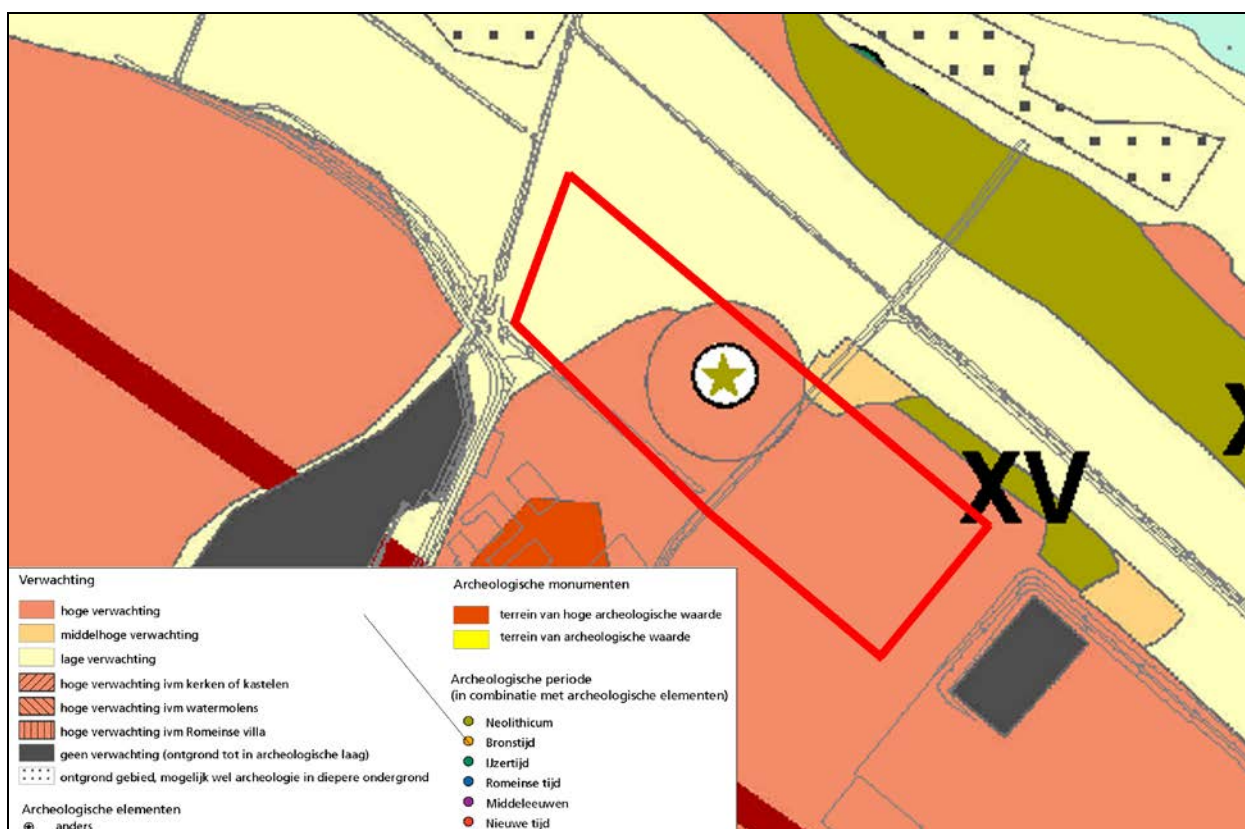 XV
Verwachting
hoge verwachting
middelhoge verwachting
lage verwachting
hoge verwachting ivm kerken of kastelen
hoge verwachting ivm watermolens
hoge verwachting ivm Romeinse villa
geen verwachting (ontgrond tot in archeologische laag)
ontgrond gebied, mogelijk wel archeologie in diepere ondergrond
Archeologische elementen
anders
Archeologische monumenten
terrein van hoge archeologische waarde
terrein van archeologische waarde
Archeologische periode
(in combinatie met archeologische elementen)
Neolithicum
Bronstijd
IJzertijd
Romeinse tijd
Middeleeuwen
Nieuwe tijd